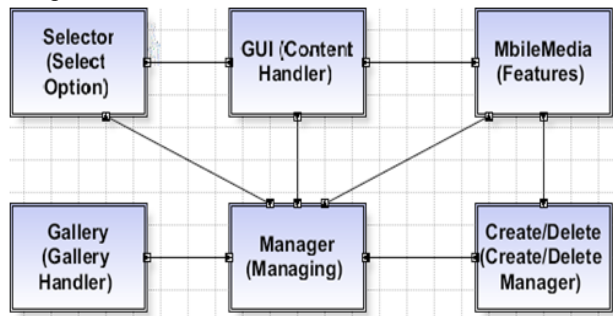 Selector
(Select
Option)
GUI (Content
Handler)
MbileMedia
(Features)
Gallery
(Gallery
Handler)
Manager
(Managing)
Create/Delete
(Create/Delete
Manager)